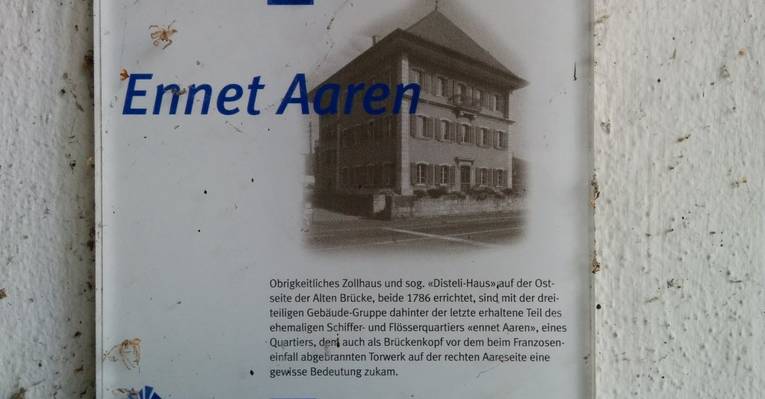 Ennet Aaren
Obrigkeitliches Zollhaus und sog. «Disteli-Haus» auf der Ost-
seite der Alten Brücke, beide 1786 errichtet, sind mit der drei-
teiligen Gebäude-Gruppe dahinter der letzte erhaltene Teil des
ehemaligen Schiffer- und Flösserquartiers «ennet Aaren», eines
Quartiers, dem auch als Brückenkopf vor dem beim Franzosen-
einfall abgebrannten Torwerk auf der rechten Aareseite eine
gewisse Bedeutung zukam.